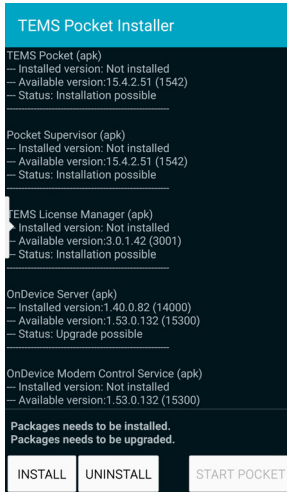 TEMS Pocket Installer
TEMS Pocket (apk)
--- Installed version: Not installed
--- Available version:15.4.2.51 (1542)
--- Status: Installation possible
------------------------------------------------
Pocket Supervisor (apk)
--- Installed version: Not installed
--- Available version:15.4.2.51 (1542)
--- Status: Installation possible
------------------------------------------------
TEMS License Manager (apk)
--- Installed version: Not installed
--- Available version:3.0.1.42 (3001)
--- Status: Installation possible
------------------------------------------------
OnDevice Server (apk)
--- Installed version:1.40.0.82 (14000)
--- Available version:1.53.0.132 (15300)
--- Status: Upgrade possible
------------------------------------------------
OnDevice Modem Control Service (apk)
--- Installed version: Not installed
--- Available version:1.53.0.132 (15300)
Packages needs to be installed.
Packages needs to be upgraded.
INSTALL UNINSTALL START POCKET